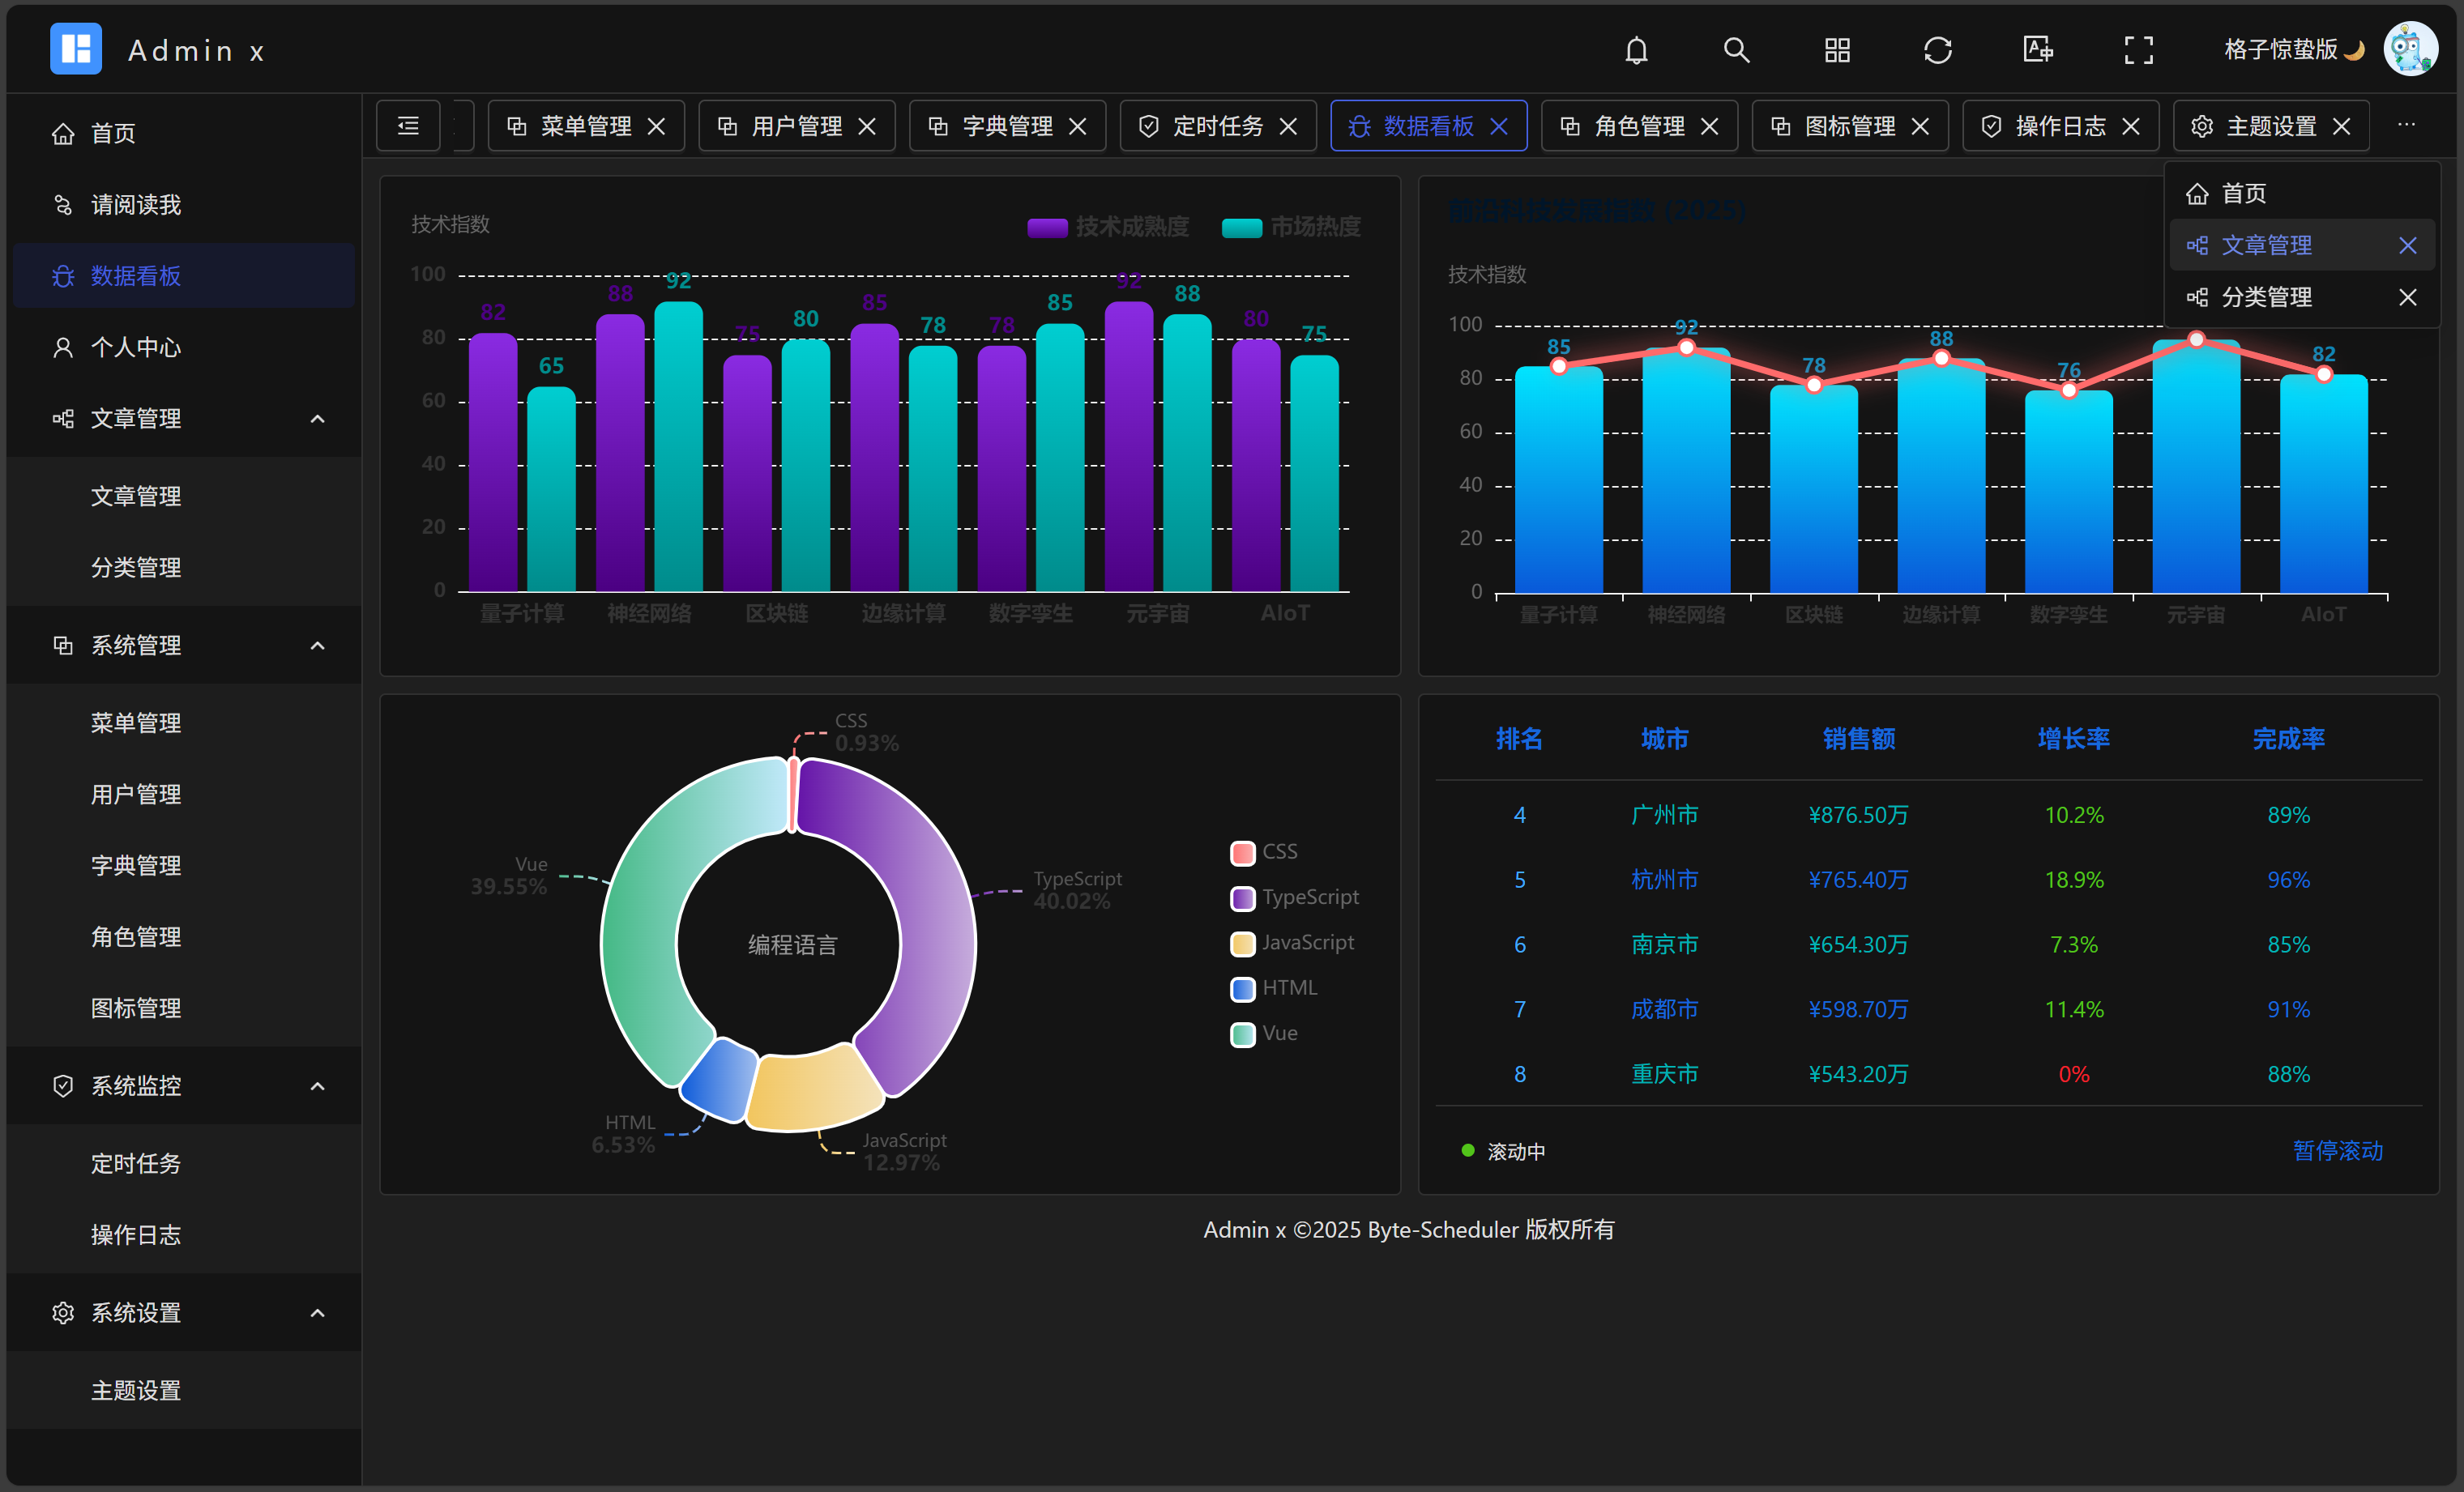 Admin x
格子惊蛰版🌙
首页
请阅读我
数据看板
个人中心
文章管理
文章管理
分类管理
系统管理
菜单管理
用户管理
字典管理
角色管理
图标管理
系统监控
定时任务
操作日志
系统设置
主题设置
菜单管理 用户管理 字典管理 定时任务 数据看板 角色管理 图标管理 操作日志 主题设置 ···
首页
文章管理
分类管理
技术指数
技术成熟度 市场热度
100
80
60
40
20
0
82 65 88 92 75 80 85 78 78 85 92 88 80 75
量子计算 神经网络 区块链 边缘计算 数字孪生 元宇宙 AIoT
前沿科技发展指数 (2025)
技术指数
100
80
60
40
20
0
85 92 78 88 76 82
量子计算 神经网络 区块链 边缘计算 数字孪生 元宇宙 AIoT
CSS
0.93%
TypeScript
40.02%
JavaScript
12.97%
HTML
6.53%
Vue
39.55%
编程语言
CSS
TypeScript
JavaScript
HTML
Vue
排名 城市 销售额 增长率 完成率
4 广州市 ¥876.50万 10.2% 89%
5 杭州市 ¥765.40万 18.9% 96%
6 南京市 ¥654.30万 7.3% 85%
7 成都市 ¥598.70万 11.4% 91%
8 重庆市 ¥543.20万 0% 88%
滚动中 暂停滚动
Admin x ©2025 Byte-Scheduler 版权所有